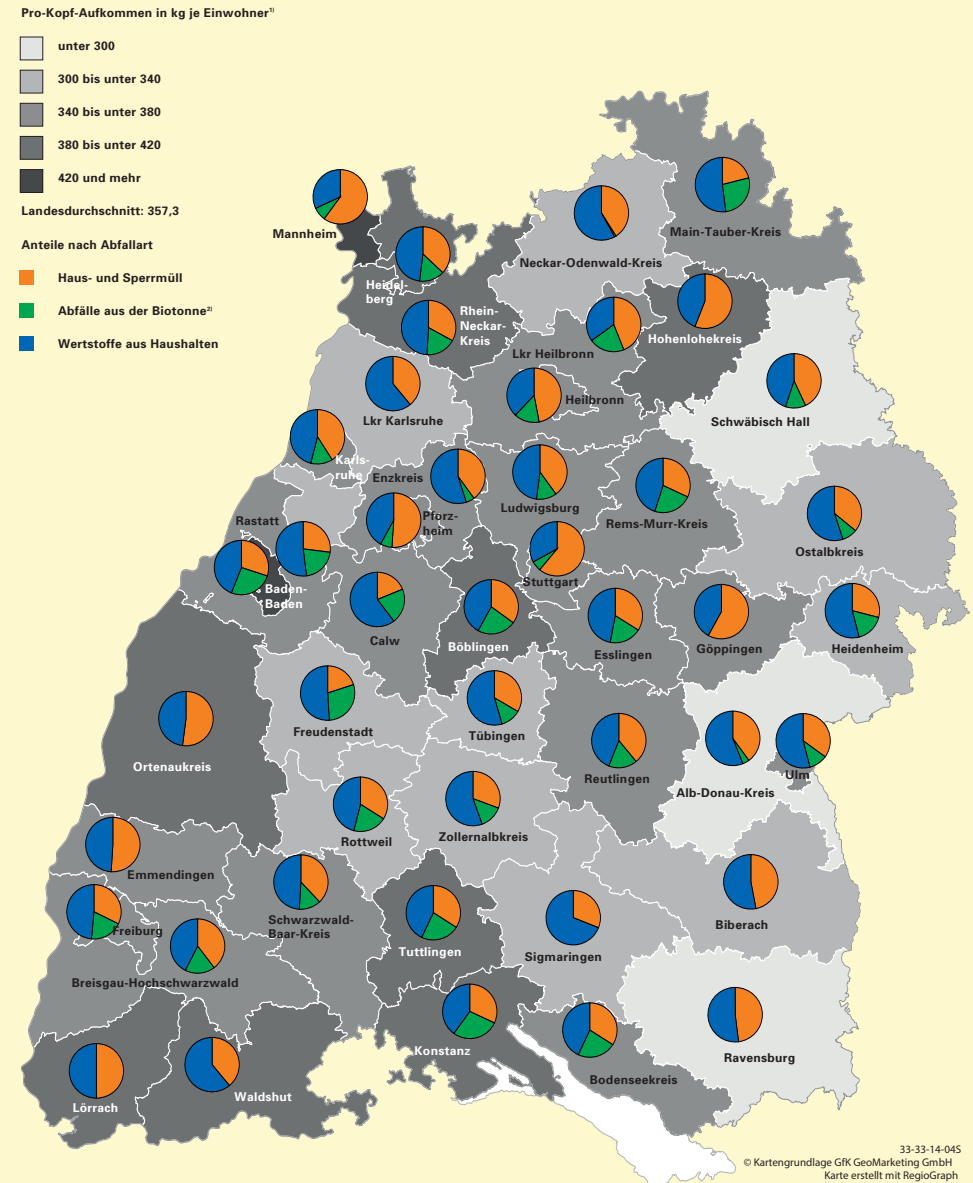 Pro-Kopf-Aufkommen in kg je Einwohner¹⁾
unter 300
300 bis unter 340
340 bis unter 380
380 bis unter 420
420 und mehr
Landesdurchschnitt: 357,3
Anteile nach Abfallart
Haus- und Sperrmüll
Abfälle aus der Biotonne²⁾
Wertstoffe aus Haushalten
Mannheim
Main-Tauber-Kreis
Neckar-Odenwald-Kreis
Heidel-
berg
Rhein-
Neckar-
Kreis
Hohenlohekreis
Lkr Heilbronn
Heilbronn
Lkr Karlsruhe
Schwäbisch Hall
Karls-
ruhe
Enzkreis
Ludwigsburg
Rems-Murr-Kreis
Pforz-
heim
Rastatt
Ostalbkreis
Stuttgart
Baden-
Baden
Calw
Böblingen
Esslingen
Göppingen
Heidenheim
Freudenstadt
Tübingen
Reutlingen
Ulm
Alb-Donau-Kreis
Ortenaukreis
Rottweil
Zollernalbkreis
Emmendingen
Schwarzwald-
Baar-Kreis
Biberach
Freiburg
Tuttlingen
Sigmaringen
Breisgau-Hochschwarzwald
Konstanz
Ravensburg
Bodenseekreis
Waldshut
Lörrach
33-33-14-04S
© Kartengrundlage GfK GeoMarketing GmbH
Karte erstellt mit RegioGraph